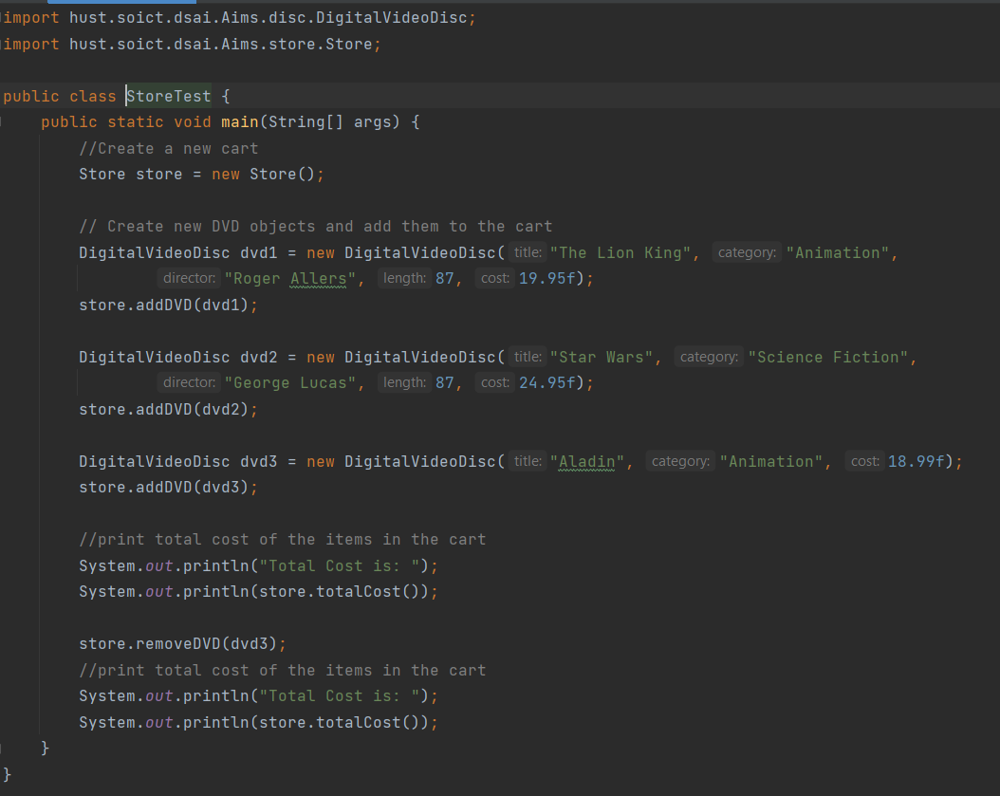 import hust.soict.dsai.Aims.disc.DigitalVideoDisc;
import hust.soict.dsai.Aims.store.Store;
public class StoreTest {
public static void main(String[] args) {
//Create a new cart
Store store = new Store();
// Create new DVD objects and add them to the cart
DigitalVideoDisc dvd1 = new DigitalVideoDisc( title: "The Lion King", category: "Animation",
director: "Roger Allers", length: 87, cost: 19.95f);
store.addDVD(dvd1);
DigitalVideoDisc dvd2 = new DigitalVideoDisc( title: "Star Wars", category: "Science Fiction",
director: "George Lucas", length: 87, cost: 24.95f);
store.addDVD(dvd2);
DigitalVideoDisc dvd3 = new DigitalVideoDisc( title: "Aladin", category: "Animation", cost: 18.99f);
store.addDVD(dvd3);
//print total cost of the items in the cart
System.out.println("Total Cost is: ");
System.out.println(store.totalCost());
store.removeDVD(dvd3);
//print total cost of the items in the cart
System.out.println("Total Cost is: ");
System.out.println(store.totalCost());
}
}